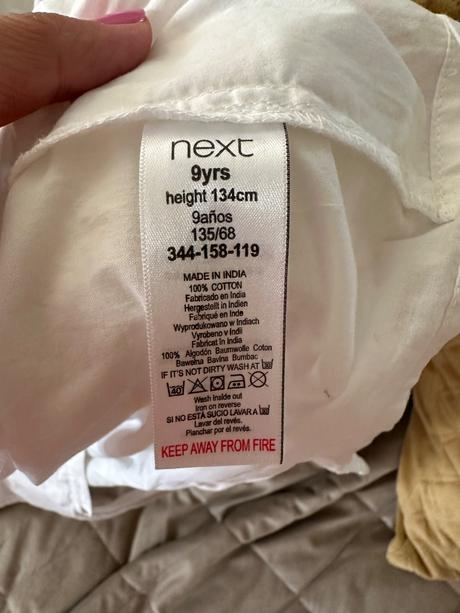 next
9yrs
height 134cm
9años
135/68
344-158-119
MADE IN INDIA
100% COTTON
Fabricado en India
Hergestellt in Indien
Fabriqué en Inde
Wyprodukowano w Indiach
Vyrobeno v Indii
Fabricat în India
100% Algodón Baumwolle Coton
Bawełna Bavlna Bumbac
IF IT'S NOT DIRTY WASH AT 30
40
Wash inside out
Iron on reverse
SI NO ESTÁ SUCIO LAVAR A 30
Lavar del revés.
Planchar por el revés.
KEEP AWAY FROM FIRE